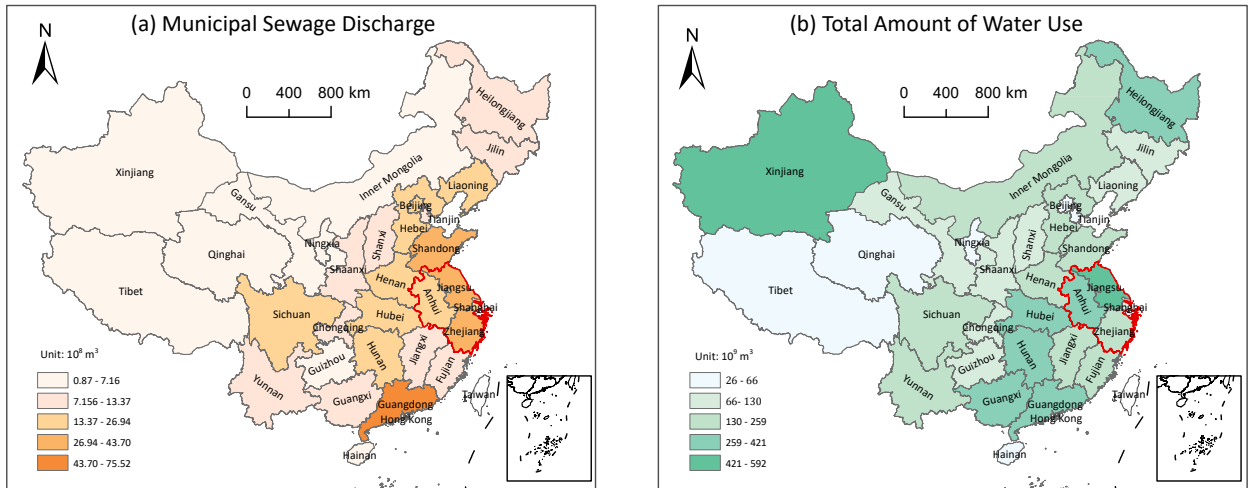 (a) Municipal Sewage Discharge
N
0 400 800 km
Heilongjiang
Jilin
Liaoning
Inner Mongolia
Xinjiang
Gansu
Beijing
Tianjin
Hebei
Ningxia
Shanxi
Shandong
Qinghai
Shaanxi
Henan
Jiangsu
Anhui
Shanghai
Tibet
Sichuan
Hubei
Chongqing
Zhejiang
Hunan
Jiangxi
Guizhou
Fujian
Yunnan
Guangxi
Guangdong
Taiwan
Hong Kong
Hainan
Unit: 10⁸ m³
0.87 - 7.16
7.156 - 13.37
13.37 - 26.94
26.94 - 43.70
43.70 - 75.52
(b) Total Amount of Water Use
N
0 400 800 km
Heilongjiang
Jilin
Liaoning
Inner Mongolia
Xinjiang
Gansu
Beijing
Tianjin
Hebei
Ningxia
Shanxi
Shandong
Qinghai
Shaanxi
Henan
Jiangsu
Anhui
Shanghai
Tibet
Sichuan
Hubei
Chongqing
Zhejiang
Hunan
Jiangxi
Guizhou
Fujian
Yunnan
Guangxi
Guangdong
Taiwan
Hong Kong
Hainan
Unit: 10⁹ m³
26 - 66
66 - 130
130 - 259
259 - 421
421 - 592